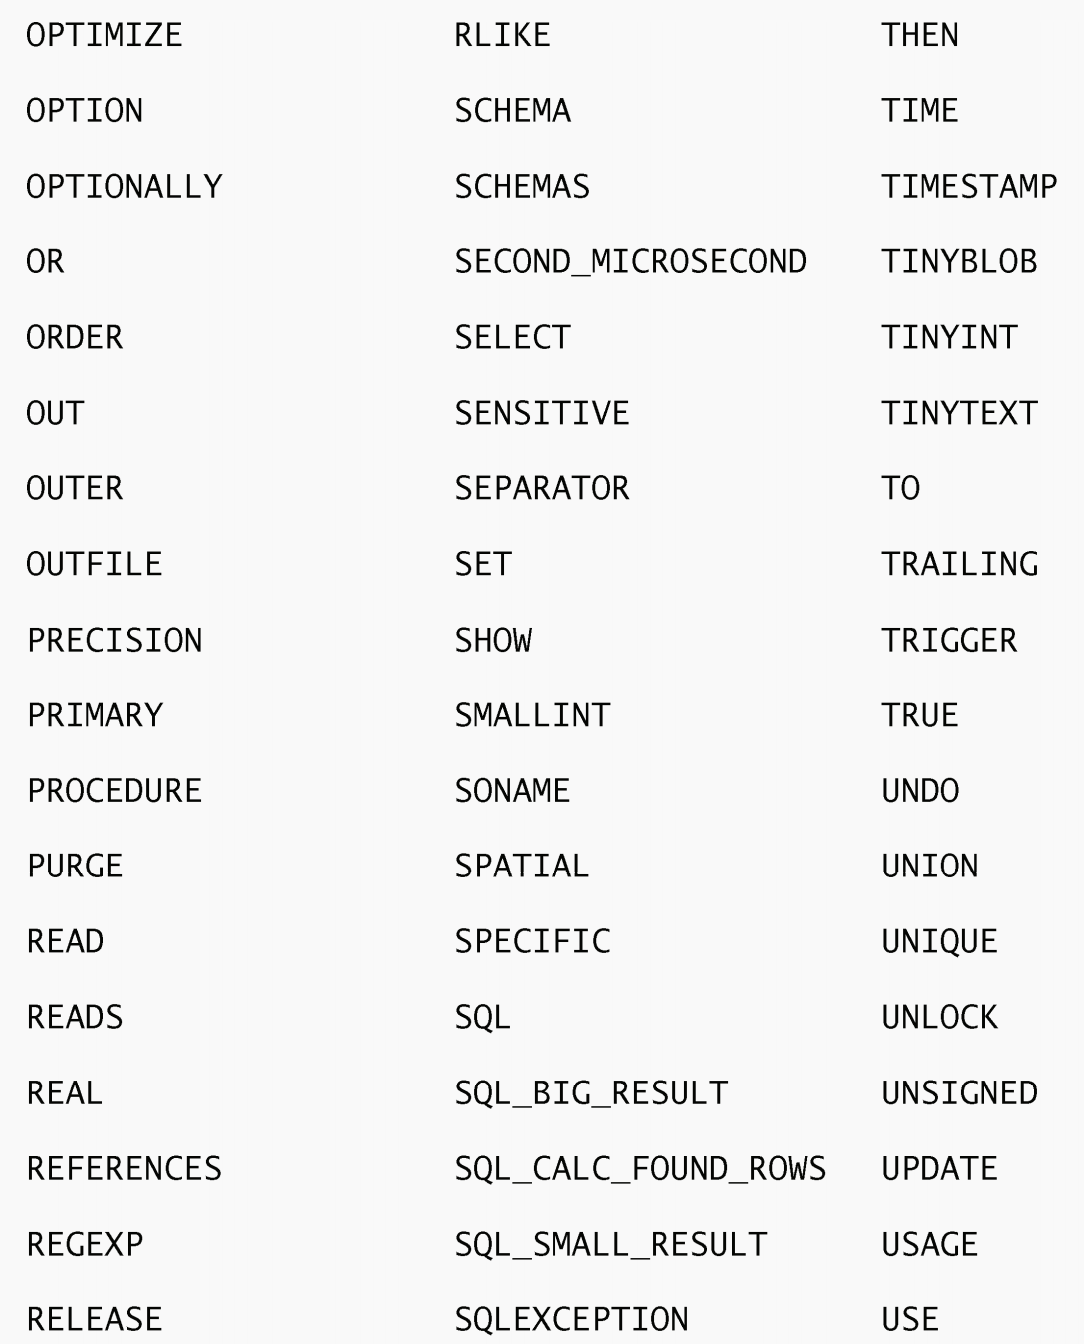 OPTIMIZE RLIKE THEN
OPTION SCHEMA TIME
OPTIONALLY SCHEMAS TIMESTAMP
OR SECOND_MICROSECOND TINYBLOB
ORDER SELECT TINYINT
OUT SENSITIVE TINYTEXT
OUTER SEPARATOR TO
OUTFILE SET TRAILING
PRECISION SHOW TRIGGER
PRIMARY SMALLINT TRUE
PROCEDURE SONAME UNDO
PURGE SPATIAL UNION
READ SPECIFIC UNIQUE
READS SQL UNLOCK
REAL SQL_BIG_RESULT UNSIGNED
REFERENCES SQL_CALC_FOUND_ROWS UPDATE
REGEXP SQL_SMALL_RESULT USAGE
RELEASE SQLEXCEPTION USE